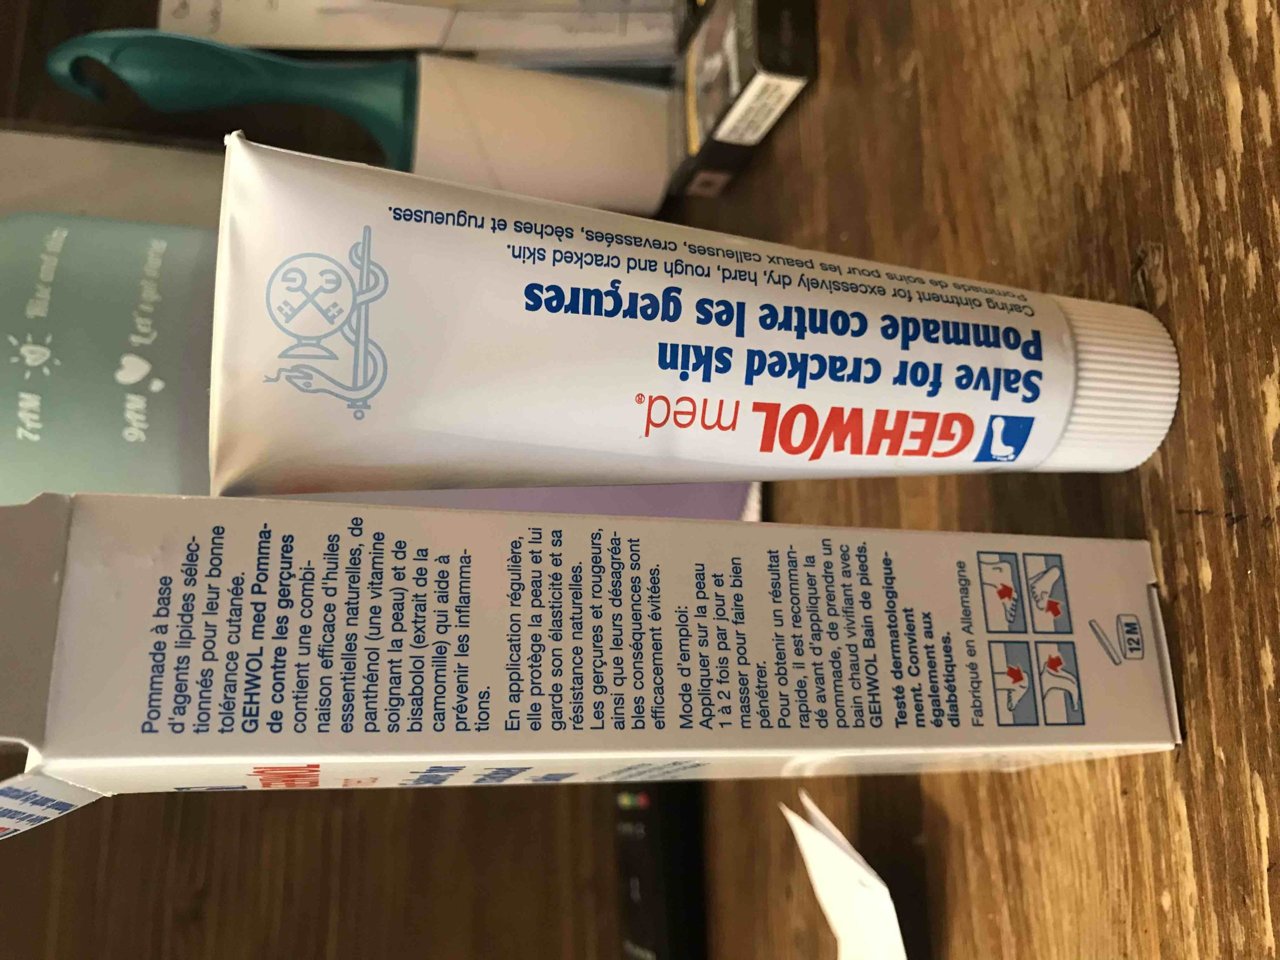 GEHWOL med.®
Salve for cracked skin
Pommade contre les gerçures
Caring ointment for excessively dry, hard, rough and cracked skin.
Pommade de soins pour les peaux calleuses, crevassées, sèches et rugueuses.
Pommade à base
d'agents lipides sélec-
tionnés pour leur bonne
tolérance cutanée.
GEHWOL med Pomma-
de contre les gerçures
contient une combi-
naison efficace d'huiles
essentielles naturelles, de
panthénol (une vitamine
soignant la peau) et de
bisabolol (extrait de la
camomille) qui aide à
prévenir les inflamma-
tions.
En application régulière,
elle protège la peau et lui
garde son élasticité et sa
résistance naturelles.
Les gerçures et rougeurs,
ainsi que leurs désagréa-
bles conséquences sont
efficacement évitées.
Mode d'emploi:
Appliquer sur la peau
1 à 2 fois par jour et
masser pour faire bien
pénétrer.
Pour obtenir un résultat
rapide, il est recomman-
dé avant d'appliquer la
pommade, de prendre un
bain chaud vivifiant avec
GEHWOL Bain de pieds.
Testé dermatologique-
ment. Convient
également aux
diabétiques.
Fabriqué en Allemagne
12 M
7AM
9AM Let's get